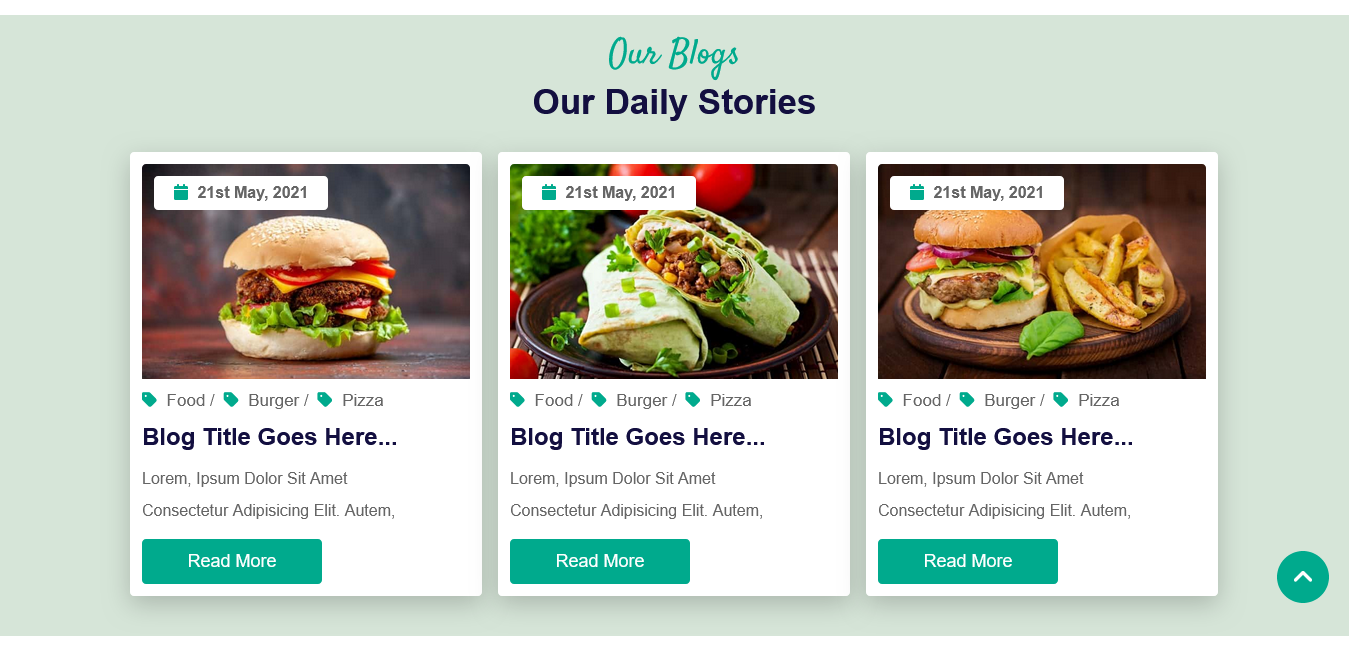 Our Blogs
Our Daily Stories
21st May, 2021
Food / Burger / Pizza
Blog Title Goes Here...
Lorem, Ipsum Dolor Sit Amet
Consectetur Adipisicing Elit. Autem,
Read More
21st May, 2021
Food / Burger / Pizza
Blog Title Goes Here...
Lorem, Ipsum Dolor Sit Amet
Consectetur Adipisicing Elit. Autem,
Read More
21st May, 2021
Food / Burger / Pizza
Blog Title Goes Here...
Lorem, Ipsum Dolor Sit Amet
Consectetur Adipisicing Elit. Autem,
Read More